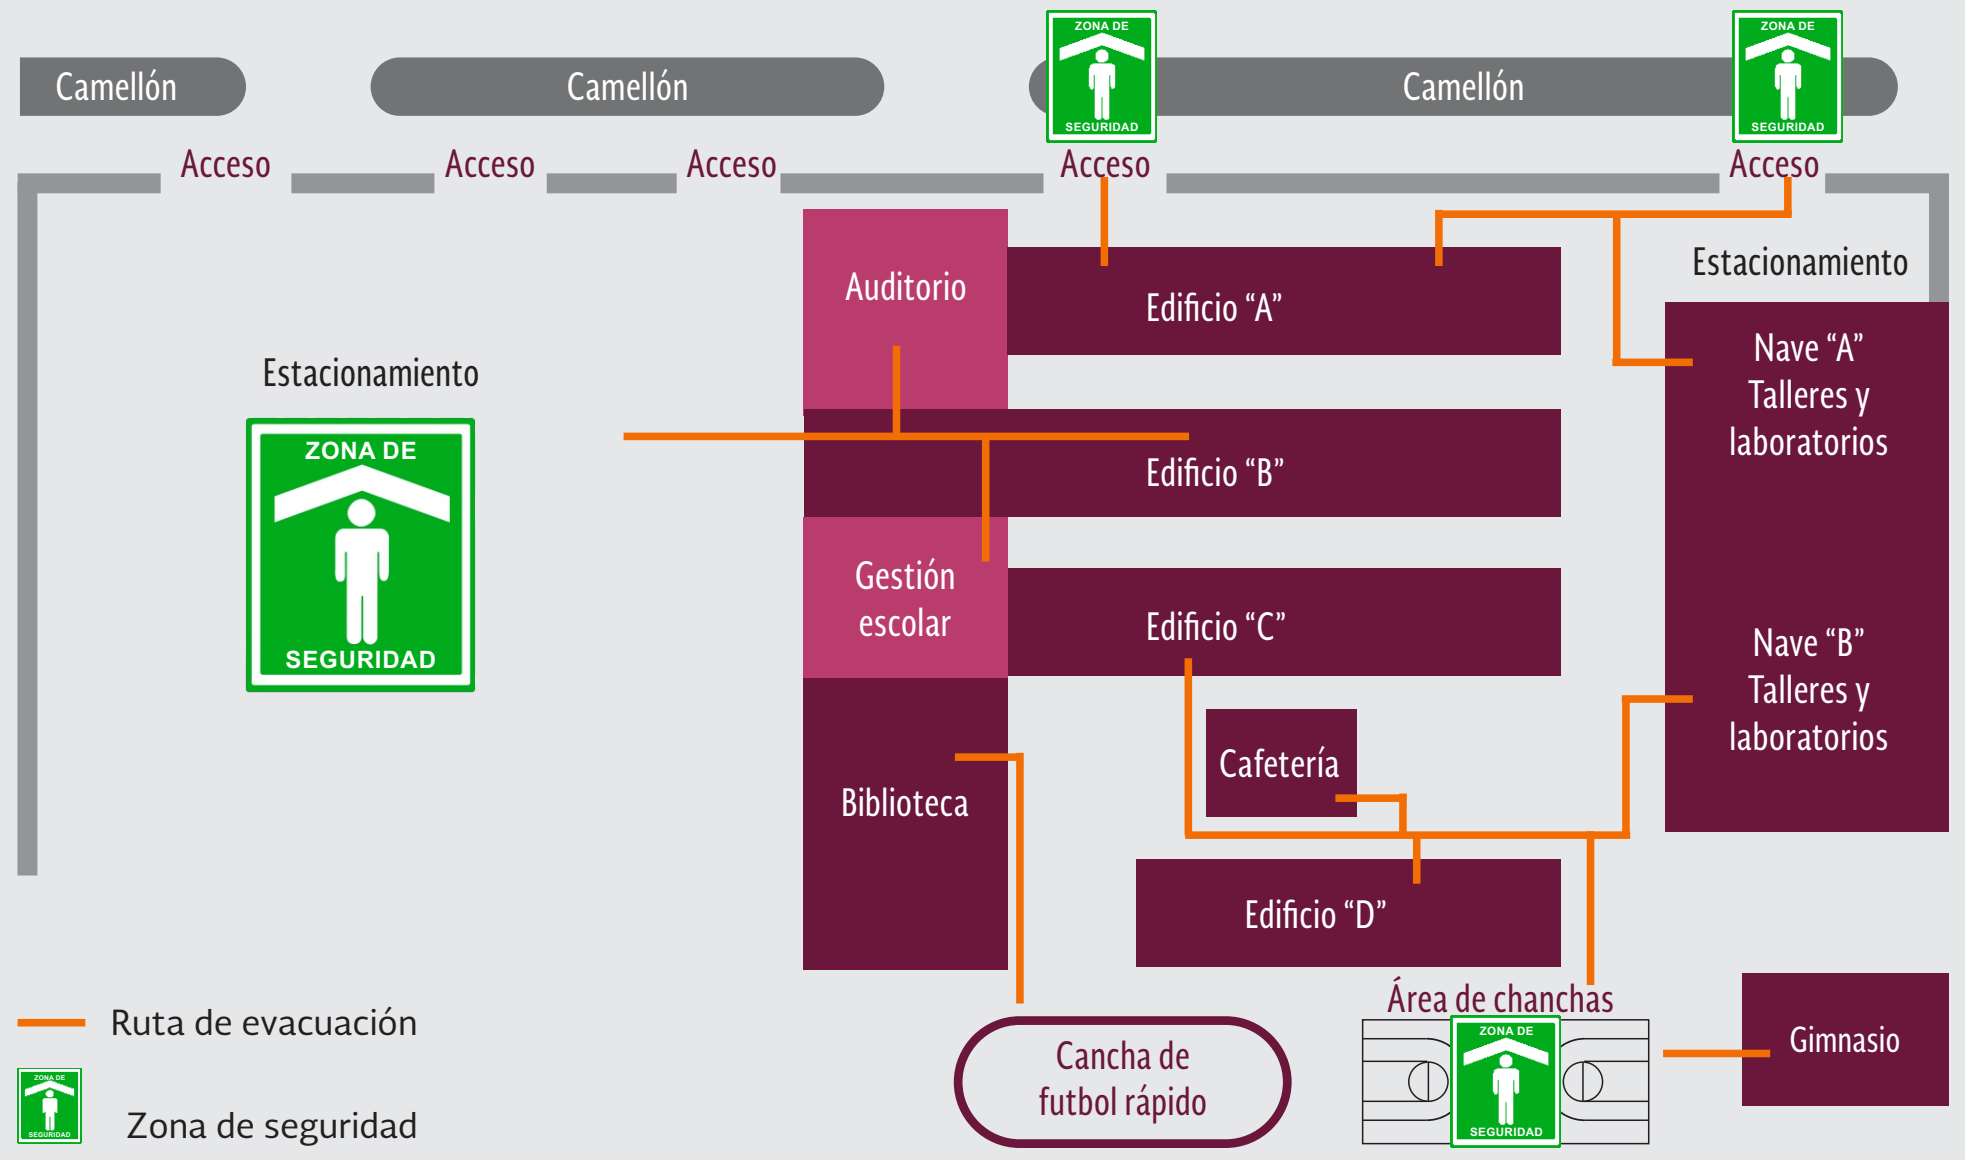 ZONA DE
SEGURIDAD
ZONA DE
SEGURIDAD
Camellón
Camellón
Camellón
Acceso
Acceso
Acceso
Acceso
Acceso
Auditorio
Edificio “A”
Estacionamiento
Nave “A”
Talleres y
laboratorios
Estacionamiento
ZONA DE
SEGURIDAD
Edificio “B”
Gestión
escolar
Edificio “C”
Nave “B”
Talleres y
laboratorios
Cafetería
Biblioteca
Edificio “D”
Área de chanchas
ZONA DE
SEGURIDAD
Gimnasio
Cancha de
futbol rápido
Ruta de evacuación
ZONA DE
SEGURIDAD
Zona de seguridad